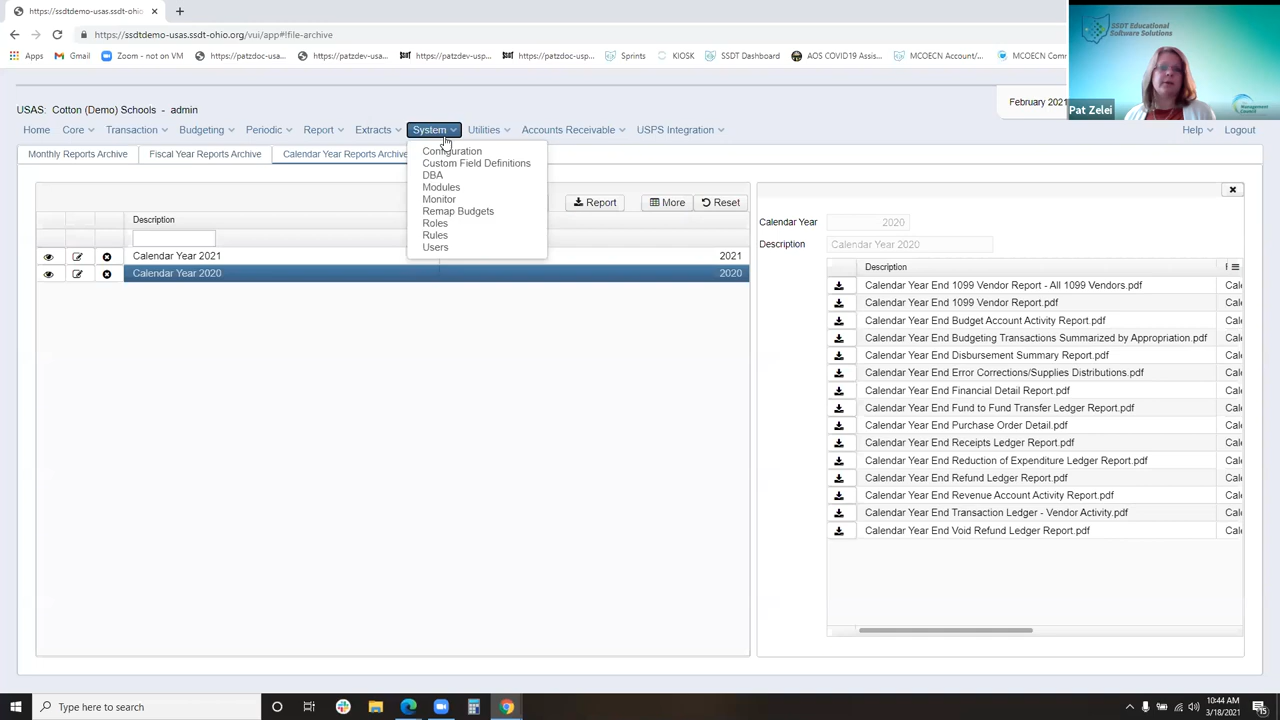 https://ssdtdemo-usas.ssdt-ohio.org
https://ssdtdemo-usas.ssdt-ohio.org/vui/app#!file-archive
Apps
Gmail
Zoom - not on VM
https://patzdoc-usa...
https://patzdev-usa...
https://patzdev-usa...
https://patzdoc-usp...
Sprints
KIOSK
SSDT Dashboard
AOS COVID19 Assis...
MCOECN Account/...
MCOECN Com
SSDT Educational
Software Solutions
Pat Zelei
USAS: Cotton (Demo) Schools - admin
February 2021
Home
Core
Transaction
Budgeting
Periodic
Report
Extracts
System
Utilities
Accounts Receivable
USPS Integration
Help
Logout
Monthly Reports Archive
Fiscal Year Reports Archive
Calendar Year Reports Archive
Configuration
Custom Field Definitions
DBA
Modules
Monitor
Remap Budgets
Roles
Rules
Users
Report
More
Reset
Description
Calendar Year 2021
2021
Calendar Year 2020
2020
Calendar Year
2020
Description
Calendar Year 2020
Description
Calendar Year End 1099 Vendor Report - All 1099 Vendors.pdf
Calendar Year End 1099 Vendor Report.pdf
Calendar Year End Budget Account Activity Report.pdf
Calendar Year End Budgeting Transactions Summarized by Appropriation.pdf
Calendar Year End Disbursement Summary Report.pdf
Calendar Year End Error Corrections/Supplies Distributions.pdf
Calendar Year End Financial Detail Report.pdf
Calendar Year End Fund to Fund Transfer Ledger Report.pdf
Calendar Year End Purchase Order Detail.pdf
Calendar Year End Receipts Ledger Report.pdf
Calendar Year End Reduction of Expenditure Ledger Report.pdf
Calendar Year End Refund Ledger Report.pdf
Calendar Year End Revenue Account Activity Report.pdf
Calendar Year End Transaction Ledger - Vendor Activity.pdf
Calendar Year End Void Refund Ledger Report.pdf
Type here to search
10:44 AM
3/18/2021
15